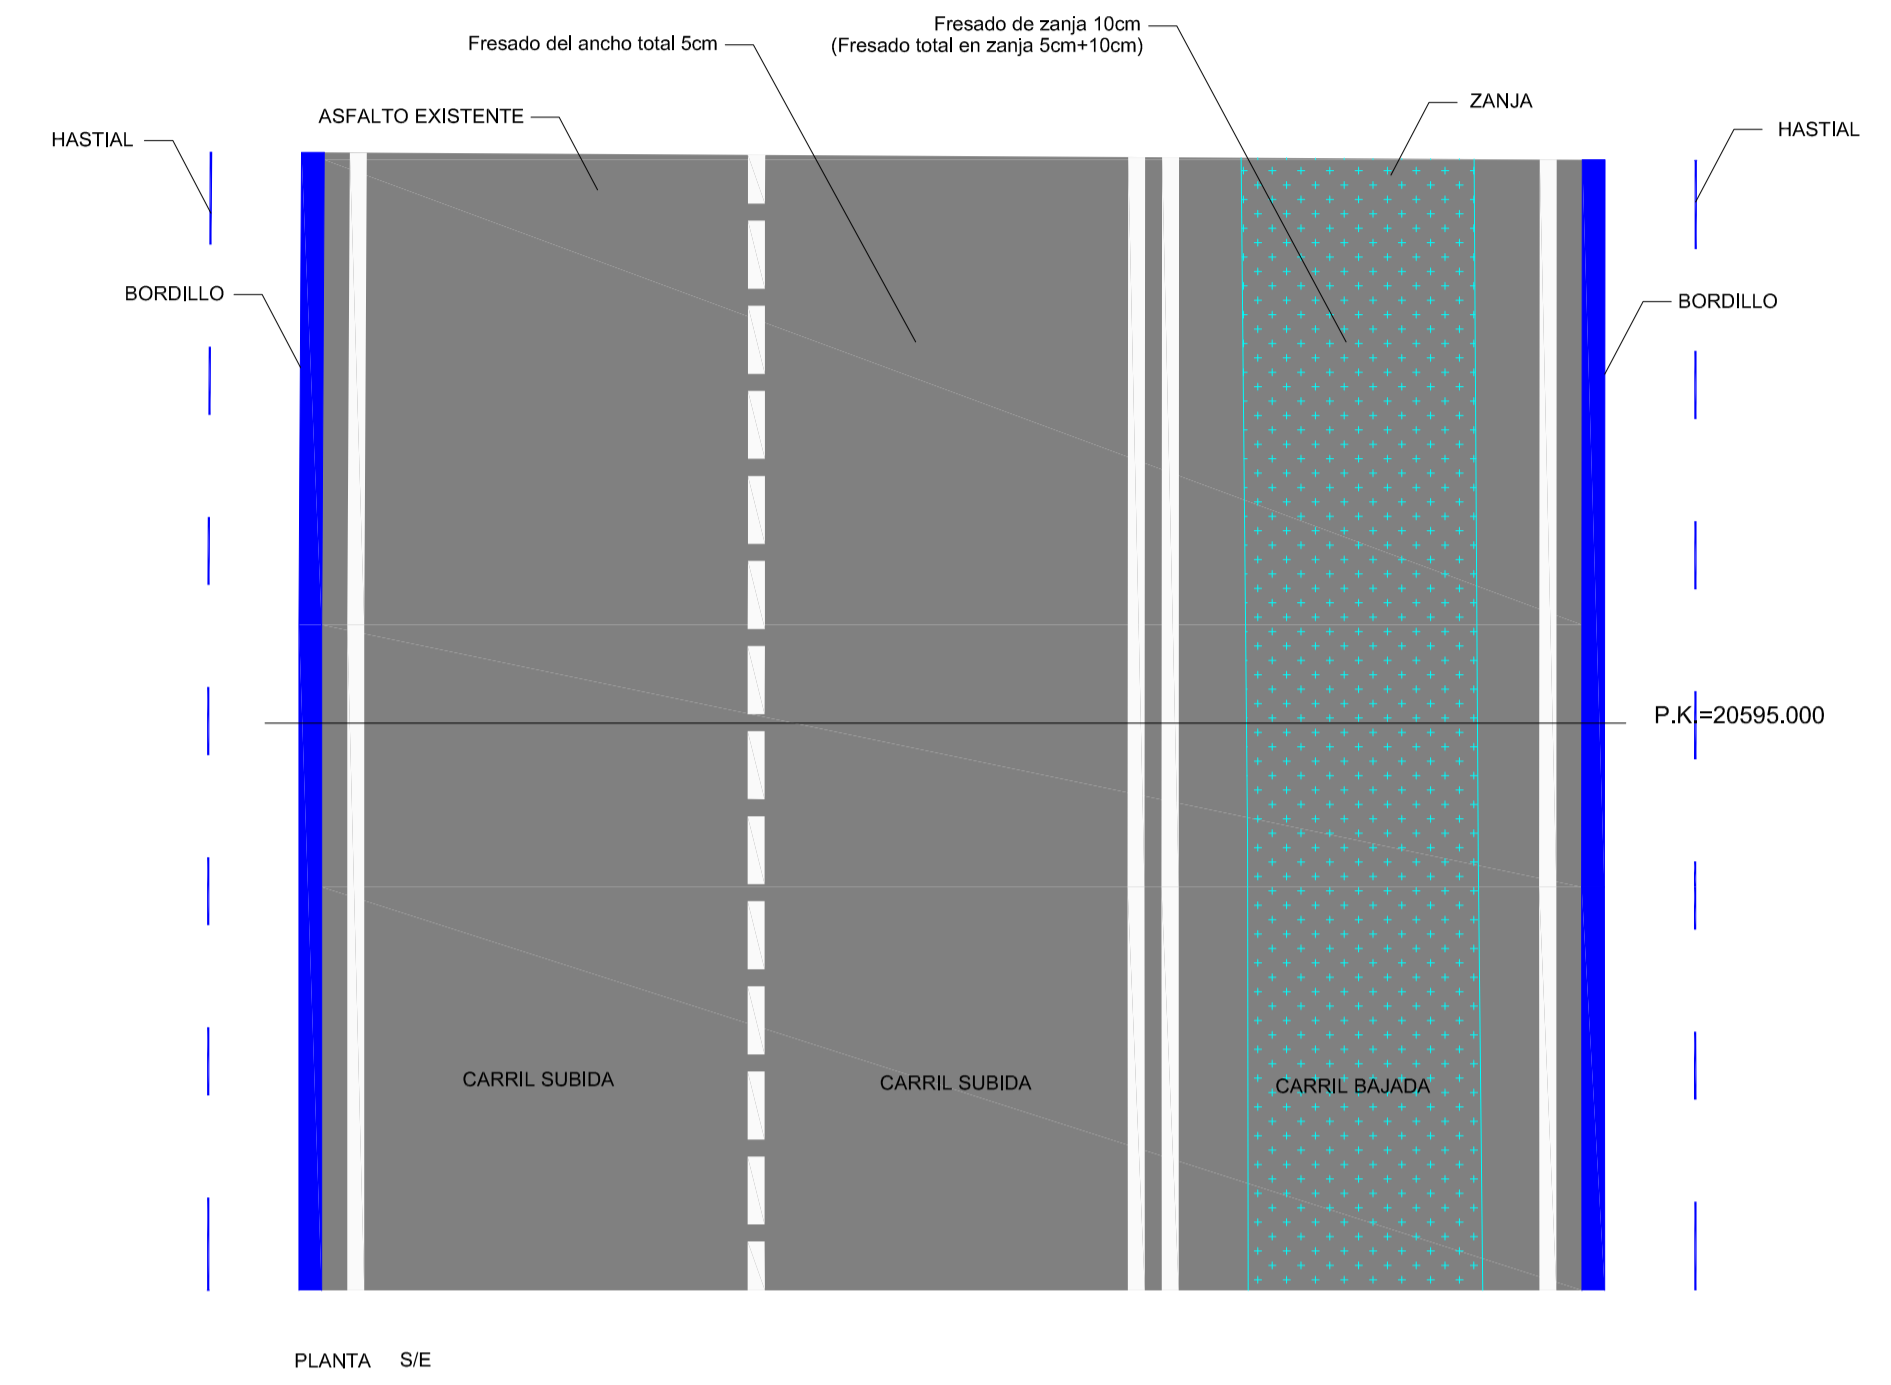 Fresado de zanja 10cm
(Fresado total en zanja 5cm+10cm)
Fresado del ancho total 5cm
ASFALTO EXISTENTE
ZANJA
HASTIAL
HASTIAL
BORDILLO
BORDILLO
P.K.=20595.000
CARRIL SUBIDA
CARRIL SUBIDA
CARRIL BAJADA
PLANTA S/E